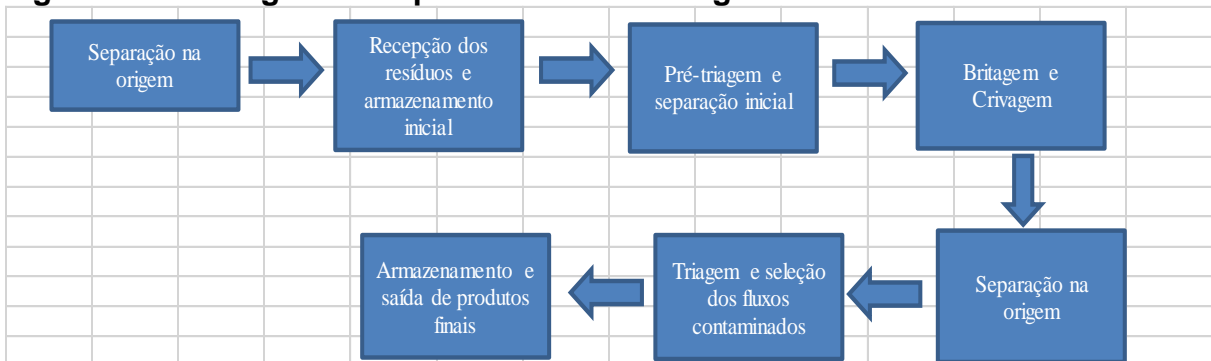 Separação na
origem
Recepção dos
resíduos e
armazenamento
inicial
Pré-triagem e
separação inicial
Britagem e
Crivagem
Separação na
origem
Triagem e seleção
dos fluxos
contaminados
Armazenamento e
saída de produtos
finais